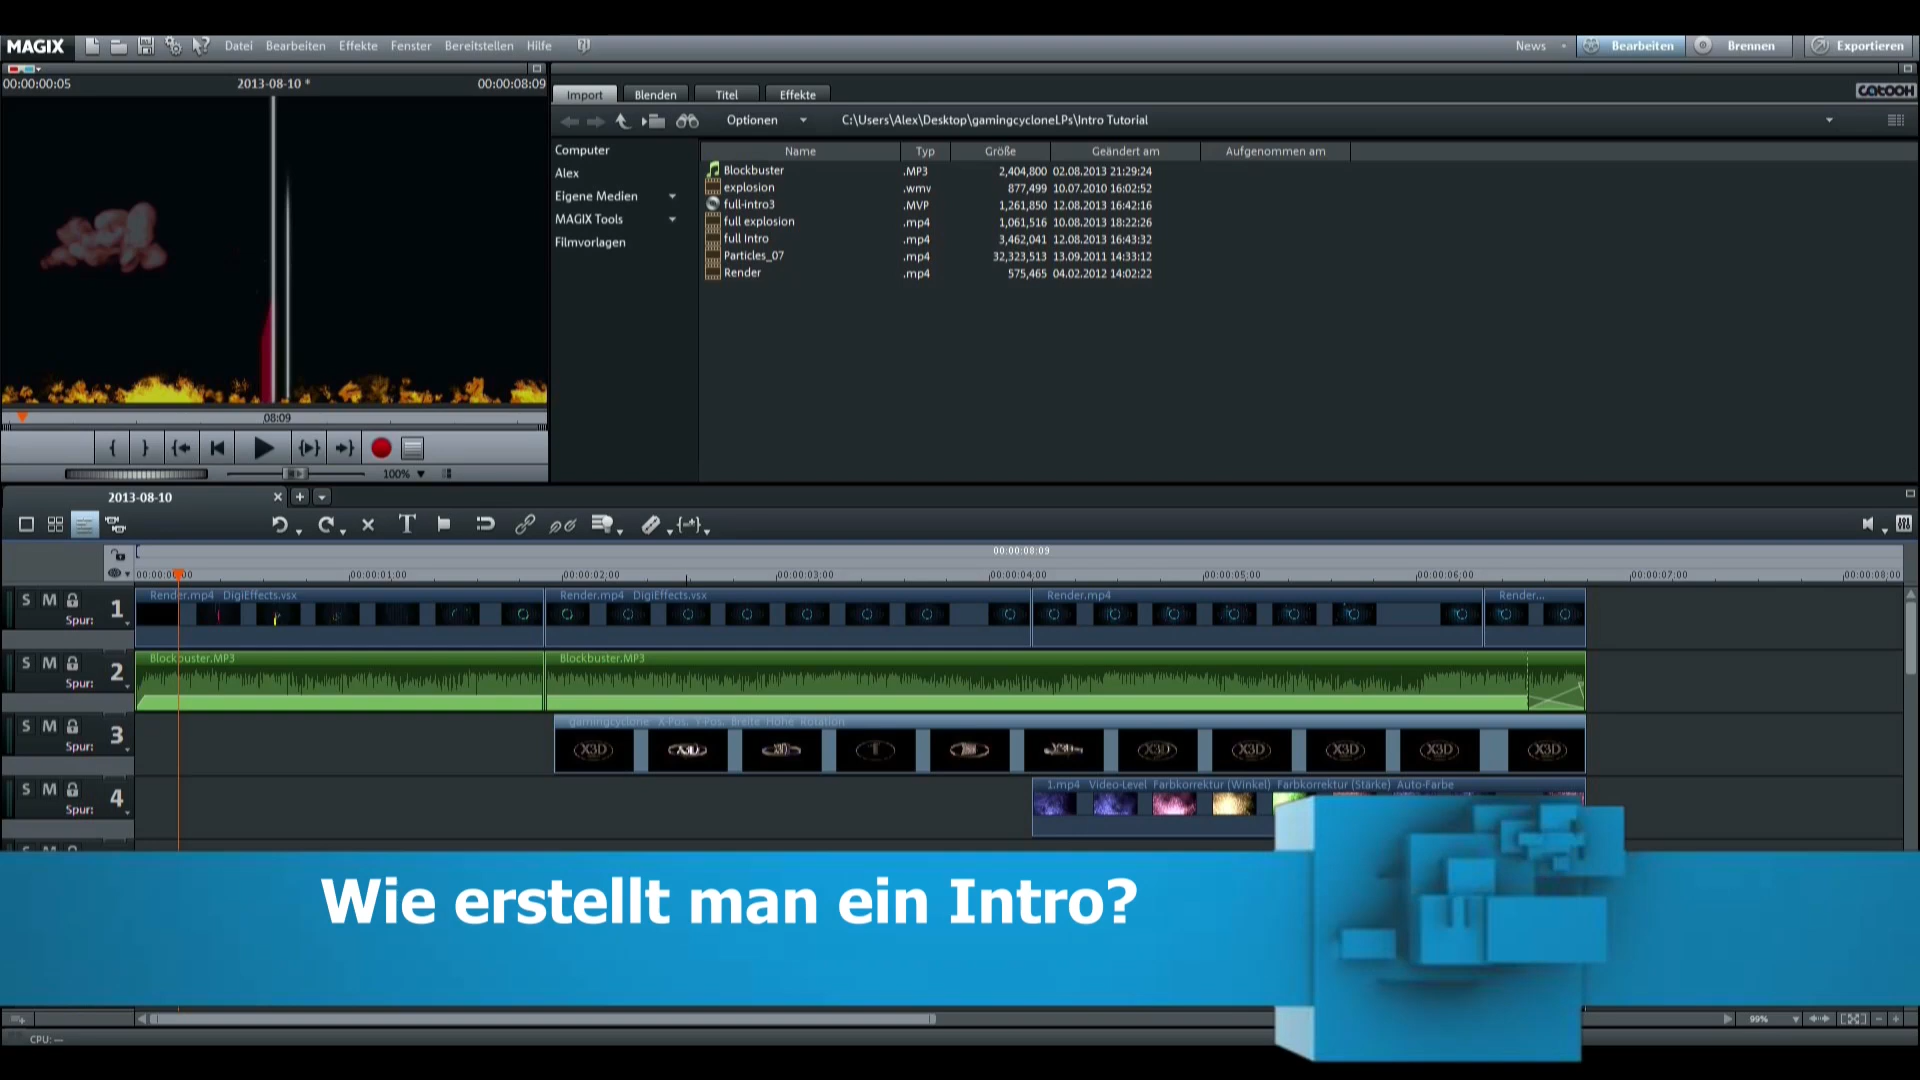 MAGIX Datei Bearbeiten Effekte Fenster Bereitstellen Hilfe News Bearbeiten Brennen Exportieren
00:00:00:05 2013-08-10 * 00:00:08:09
Import Blenden Titel Effekte catooh
Optionen C:\Users\Alex\Desktop\gamingcycloneLPs\Intro Tutorial
Computer
Alex
Eigene Medien
MAGIX Tools
Filmvorlagen
Name Typ Größe Geändert am Aufgenommen am
Blockbuster .MP3 2,404,800 02.08.2013 21:29:24
explosion .wmv 877,499 10.07.2010 16:02:52
full-intro3 .MVP 1,261,850 12.08.2013 16:42:16
full explosion .mp4 1,061,516 10.08.2013 18:22:26
full Intro .mp4 3,462,041 12.08.2013 16:43:32
Particles_07 .mp4 32,323,513 13.09.2011 14:33:12
Render .mp4 575,465 04.02.2012 14:02:22
08:09
100%
2013-08-10
00:00:08:09
00:00:01:00 00:00:02:00 00:00:03:00 00:00:04:00 00:00:05:00 00:00:06:00 00:00:07:00 00:00:08:00
S M Spur: 1
Render.mp4 DigiEffects.vsx Render.mp4 DigiEffects.vsx Render.mp4 Render...
S M Spur: 2
Blockbuster.MP3 Blockbuster.MP3
S M Spur: 3
gamingcyclone X-Pos. Y-Pos. Breite Höhe Rotation
X3D X3D X3D X3D X3D X3D X3D
S M Spur: 4
1.mp4 Video-Level Farbkorrektur (Winkel) Farbkorrektur (Stärke) Auto-Farbe
Wie erstellt man ein Intro?
99%
CPU: —